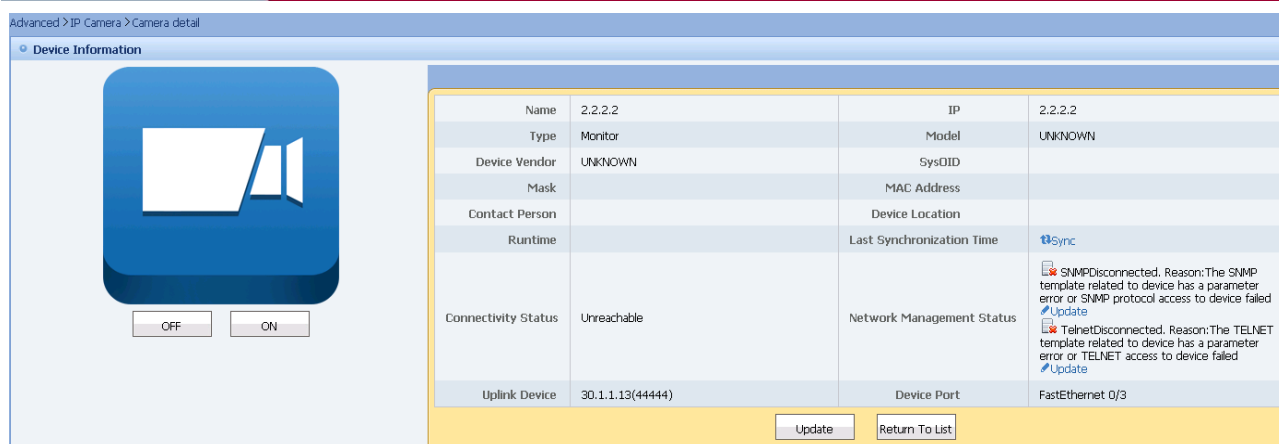 Advanced >IP Camera >Camera detail
Device Information
OFF ON
Name 2.2.2.2 IP 2.2.2.2
Type Monitor Model UNKNOWN
Device Vendor UNKNOWN SysOID
Mask MAC Address
Contact Person Device Location
Runtime Last Synchronization Time Sync
Connectivity Status Unreachable Network Management Status
SNMPDisconnected. Reason:The SNMP
template related to device has a parameter
error or SNMP protocol access to device failed
Update
TelnetDisconnected. Reason:The TELNET
template related to device has a parameter
error or TELNET access to device failed
Update
Uplink Device 30.1.1.13(44444) Device Port FastEthernet 0/3
Update Return To List